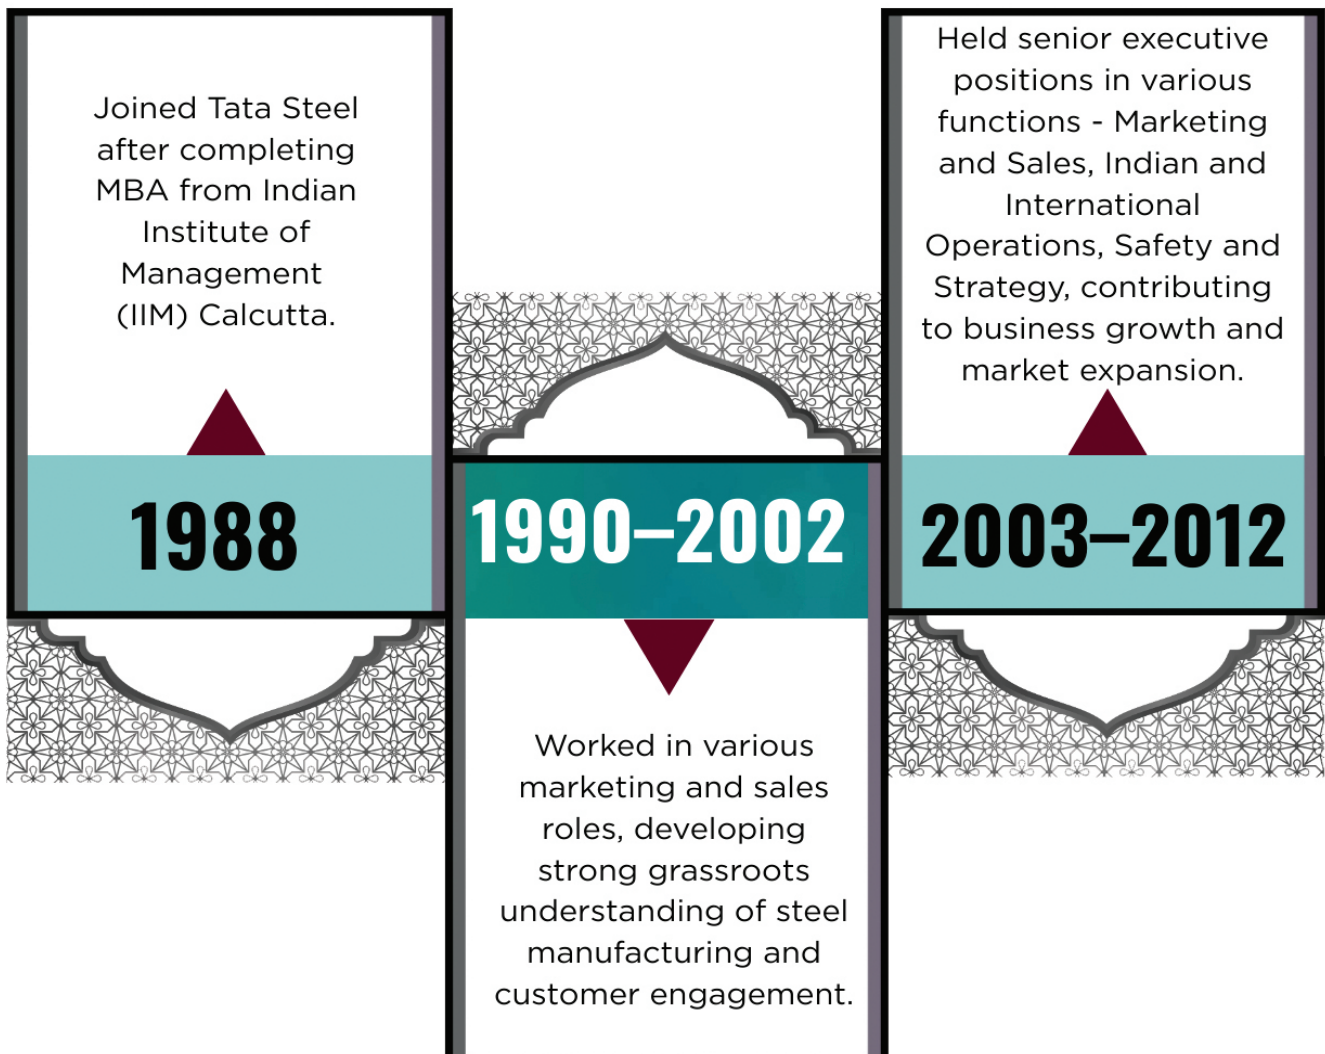 Joined Tata Steel
after completing
MBA from Indian
Institute of
Management
(IIM) Calcutta.
1988
1990–2002
Worked in various
marketing and sales
roles, developing
strong grassroots
understanding of steel
manufacturing and
customer engagement.
Held senior executive
positions in various
functions - Marketing
and Sales, Indian and
International
Operations, Safety and
Strategy, contributing
to business growth and
market expansion.
2003–2012